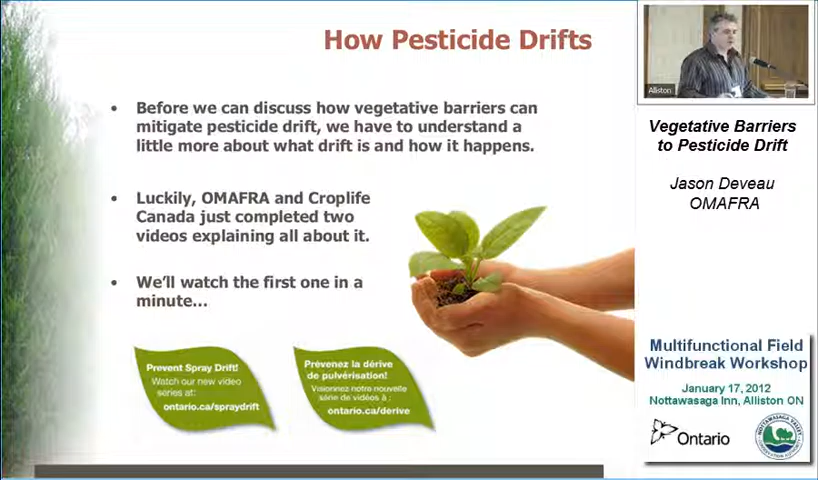 How Pesticide Drifts
• Before we can discuss how vegetative barriers can
mitigate pesticide drift, we have to understand a
little more about what drift is and how it happens.
• Luckily, OMAFRA and Croplife
Canada just completed two
videos explaining all about it.
• We'll watch the first one in a
minute...
Prevent Spray Drift!
Watch our new video
series at:
ontario.ca/spraydrift
Prévenez la dérive
de pulvérisation!
Visionnez notre nouvelle
série de vidéos à :
ontario.ca/derive
Alliston
Vegetative Barriers
to Pesticide Drift
Jason Deveau
OMAFRA
Multifunctional Field
Windbreak Workshop
January 17, 2012
Nottawasaga Inn, Alliston ON
Ontario
NOTTAWASAGA VALLEY
CONSERVATION AUTHORITY